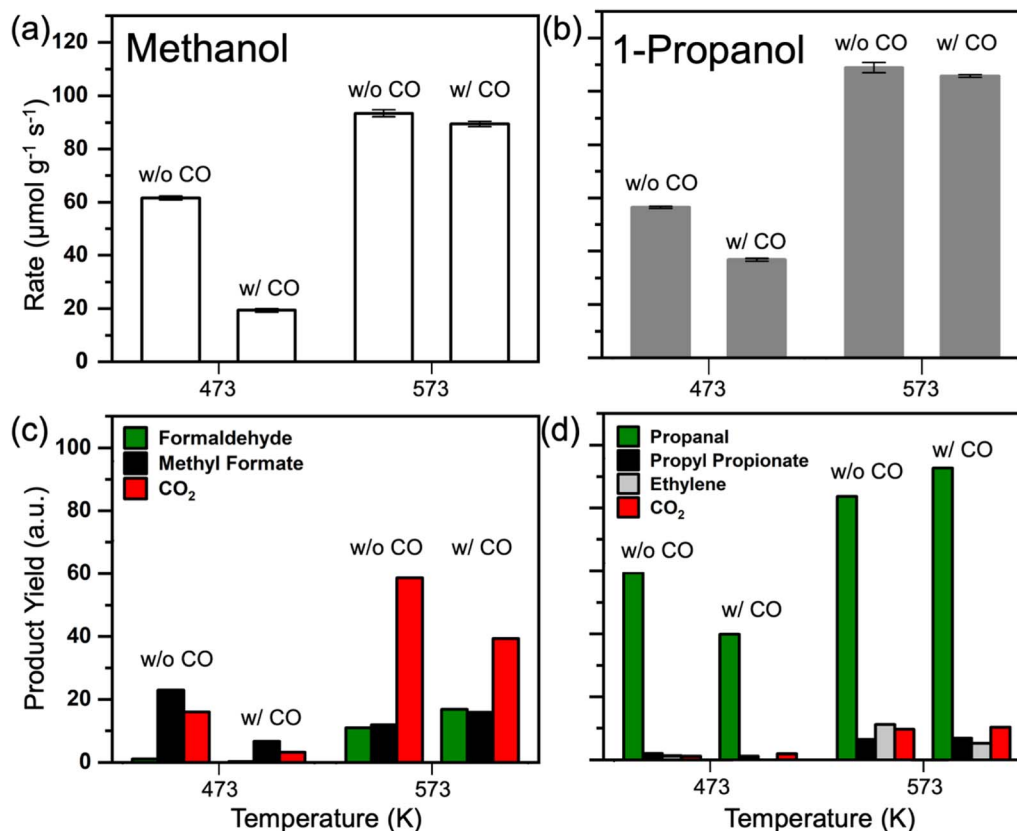 (a)
Methanol
120
100
80
60
40
20
0
Rate (μmol g⁻¹ s⁻¹)
w/o CO
w/ CO
w/o CO
w/ CO
473
573
(b)
1-Propanol
w/o CO
w/ CO
w/o CO
w/ CO
473
573
(c)
Formaldehyde
Methyl Formate
CO₂
100
80
60
40
20
0
Product Yield (a.u.)
w/o CO
w/ CO
w/o CO
w/ CO
473
573
Temperature (K)
(d)
Propanal
Propyl Propionate
Ethylene
CO₂
w/o CO
w/ CO
w/o CO
w/ CO
473
573
Temperature (K)